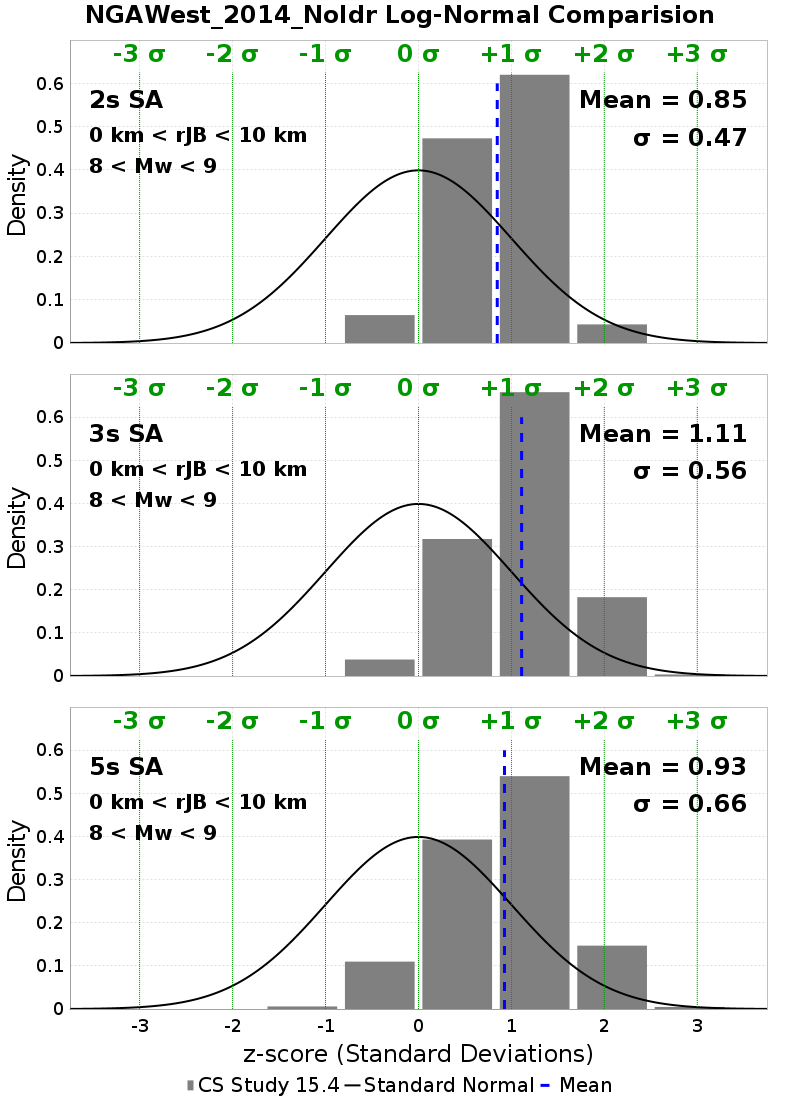 NGAWest_2014_NoIdr Log-Normal Comparision
-3 σ -2 σ -1 σ 0 σ +1 σ +2 σ +3 σ
0.6
2s SA Mean = 0.85
0.5
0 km < rJB < 10 km σ = 0.47
8 < Mw < 9
0.4
Density
0.3
0.2
0.1
0
-3 σ -2 σ -1 σ 0 σ +1 σ +2 σ +3 σ
0.6
3s SA Mean = 1.11
0.5
0 km < rJB < 10 km σ = 0.56
8 < Mw < 9
0.4
Density
0.3
0.2
0.1
0
-3 σ -2 σ -1 σ 0 σ +1 σ +2 σ +3 σ
0.6
5s SA Mean = 0.93
0.5
0 km < rJB < 10 km σ = 0.66
8 < Mw < 9
0.4
Density
0.3
0.2
0.1
0
-3 -2 -1 0 1 2 3
z-score (Standard Deviations)
CS Study 15.4 Standard Normal Mean